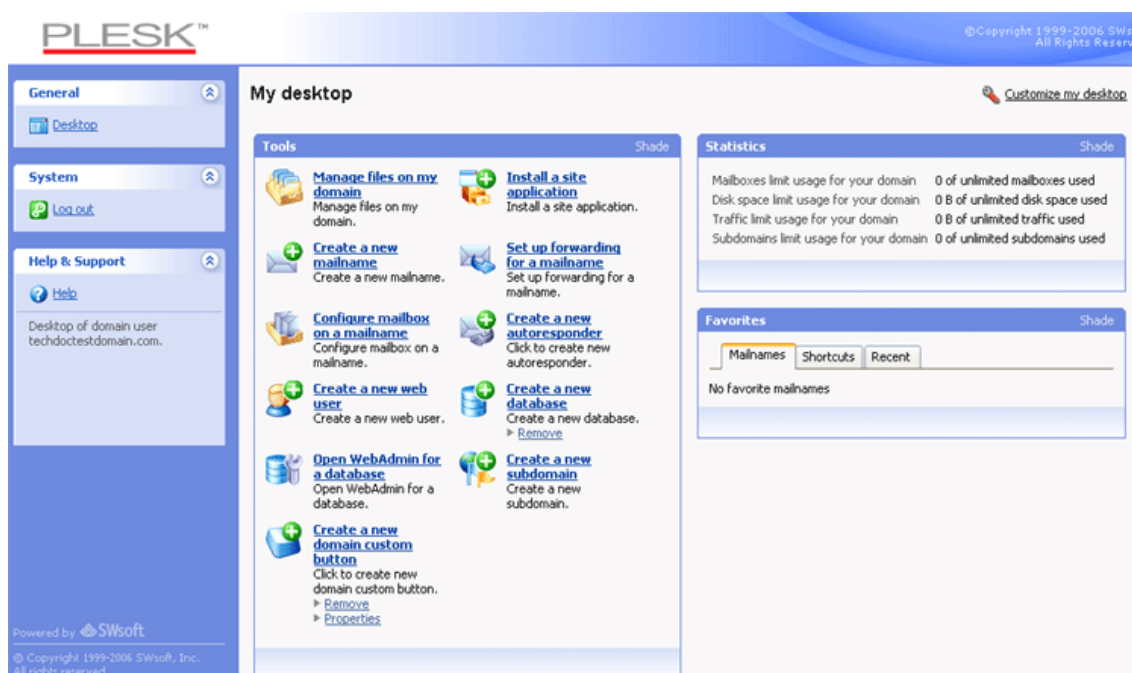 PLESK™
©Copyright 1999-2006 SWs
All Rights Reserv
General
Desktop
System
Log out
Help & Support
Help
Desktop of domain user
techdoctestdomain.com.
Powered by SWsoft
© Copyright 1999-2006 SWsoft, Inc.
All rights reserved
My desktop
Customize my desktop
Tools
Shade
Manage files on my
domain
Manage files on my
domain.
Install a site
application
Install a site application.
Create a new
mailname
Create a new mailname.
Set up forwarding
for a mailname
Set up forwarding for a
mailname.
Configure mailbox
on a mailname
Configure mailbox on a
mailname.
Create a new
autoresponder
Click to create new
autoresponder.
Create a new web
user
Create a new web user.
Create a new
database
Create a new database.
Remove
Open WebAdmin for
a database
Open WebAdmin for a
database.
Create a new
subdomain
Create a new
subdomain.
Create a new
domain custom
button
Click to create new
domain custom button.
Remove
Properties
Statistics
Shade
Mailboxes limit usage for your domain 0 of unlimited mailboxes used
Disk space limit usage for your domain 0 B of unlimited disk space used
Traffic limit usage for your domain 0 B of unlimited traffic used
Subdomains limit usage for your domain 0 of unlimited subdomains used
Favorites
Shade
Mailnames Shortcuts Recent
No favorite mailnames